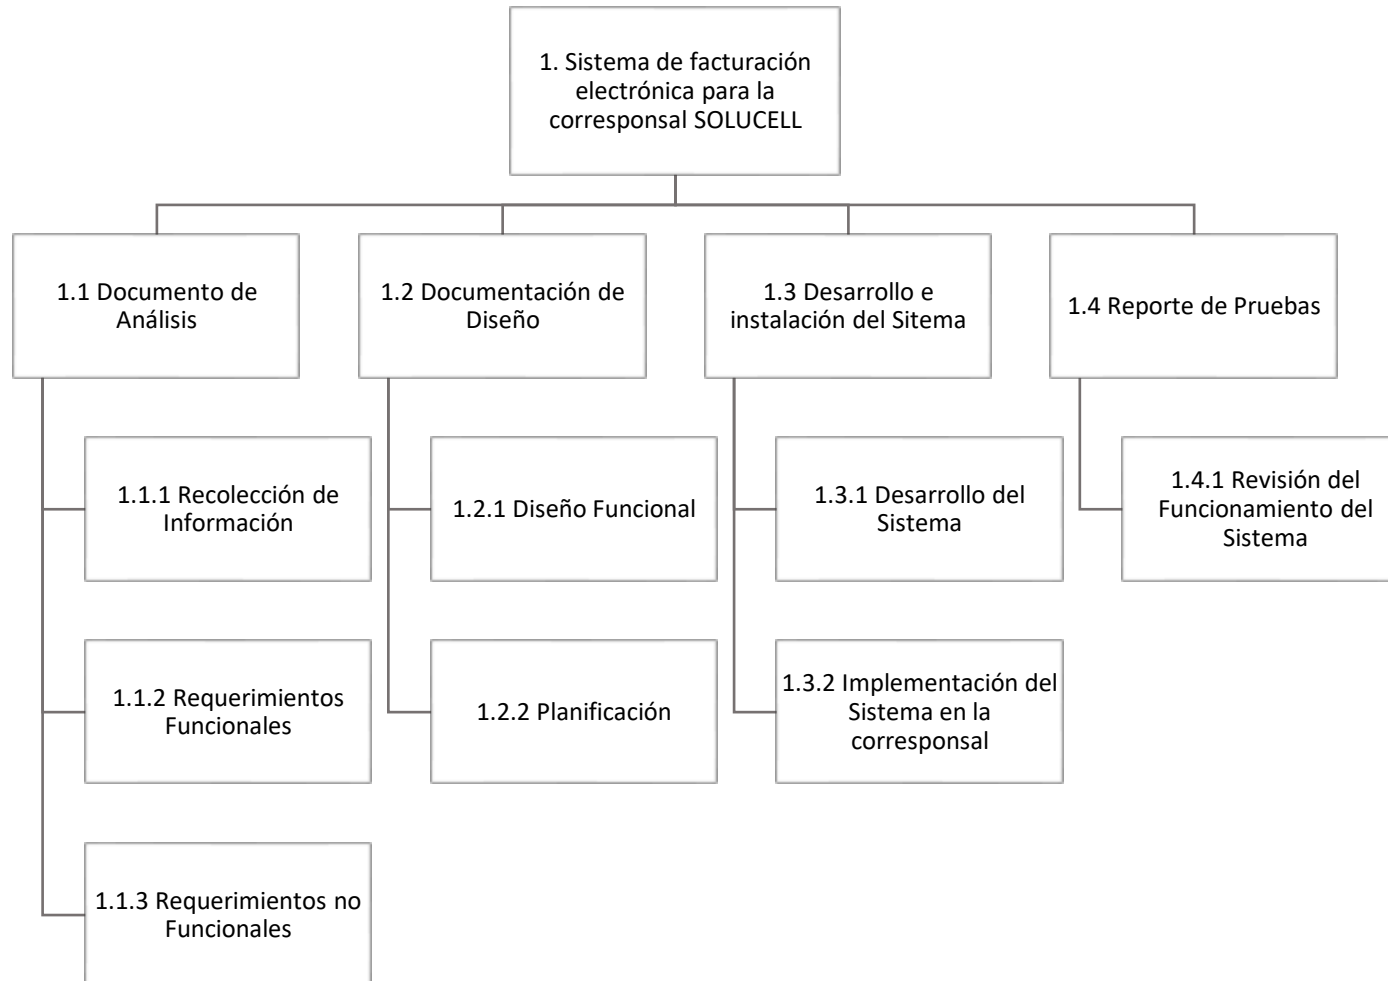 1. Sistema de facturación
electrónica para la
corresponsal SOLUCELL
1.1 Documento de
Análisis
1.2 Documentación de
Diseño
1.3 Desarrollo e
instalación del Sitema
1.4 Reporte de Pruebas
1.1.1 Recolección de
Información
1.2.1 Diseño Funcional
1.3.1 Desarrollo del
Sistema
1.4.1 Revisión del
Funcionamiento del
Sistema
1.1.2 Requerimientos
Funcionales
1.2.2 Planificación
1.3.2 Implementación del
Sistema en la
corresponsal
1.1.3 Requerimientos no
Funcionales